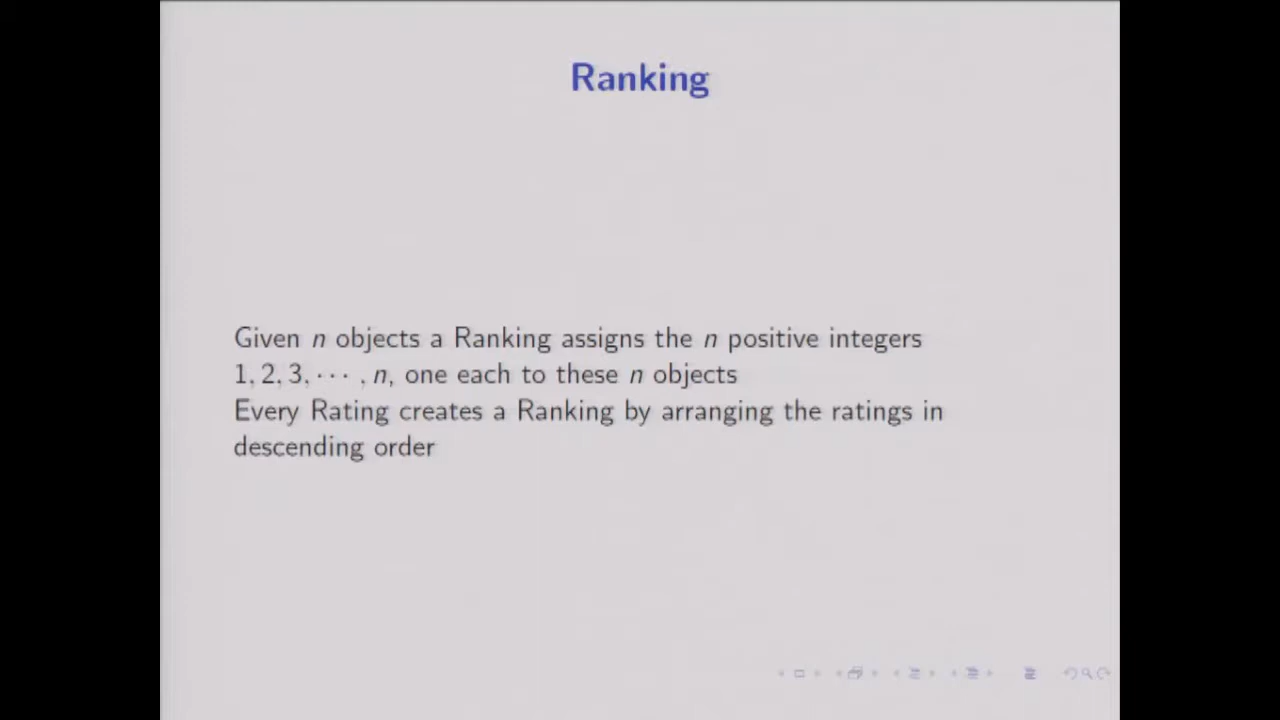 Ranking
Given n objects a Ranking assigns the n positive integers
1, 2, 3, · · · , n, one each to these n objects
Every Rating creates a Ranking by arranging the ratings in
descending order